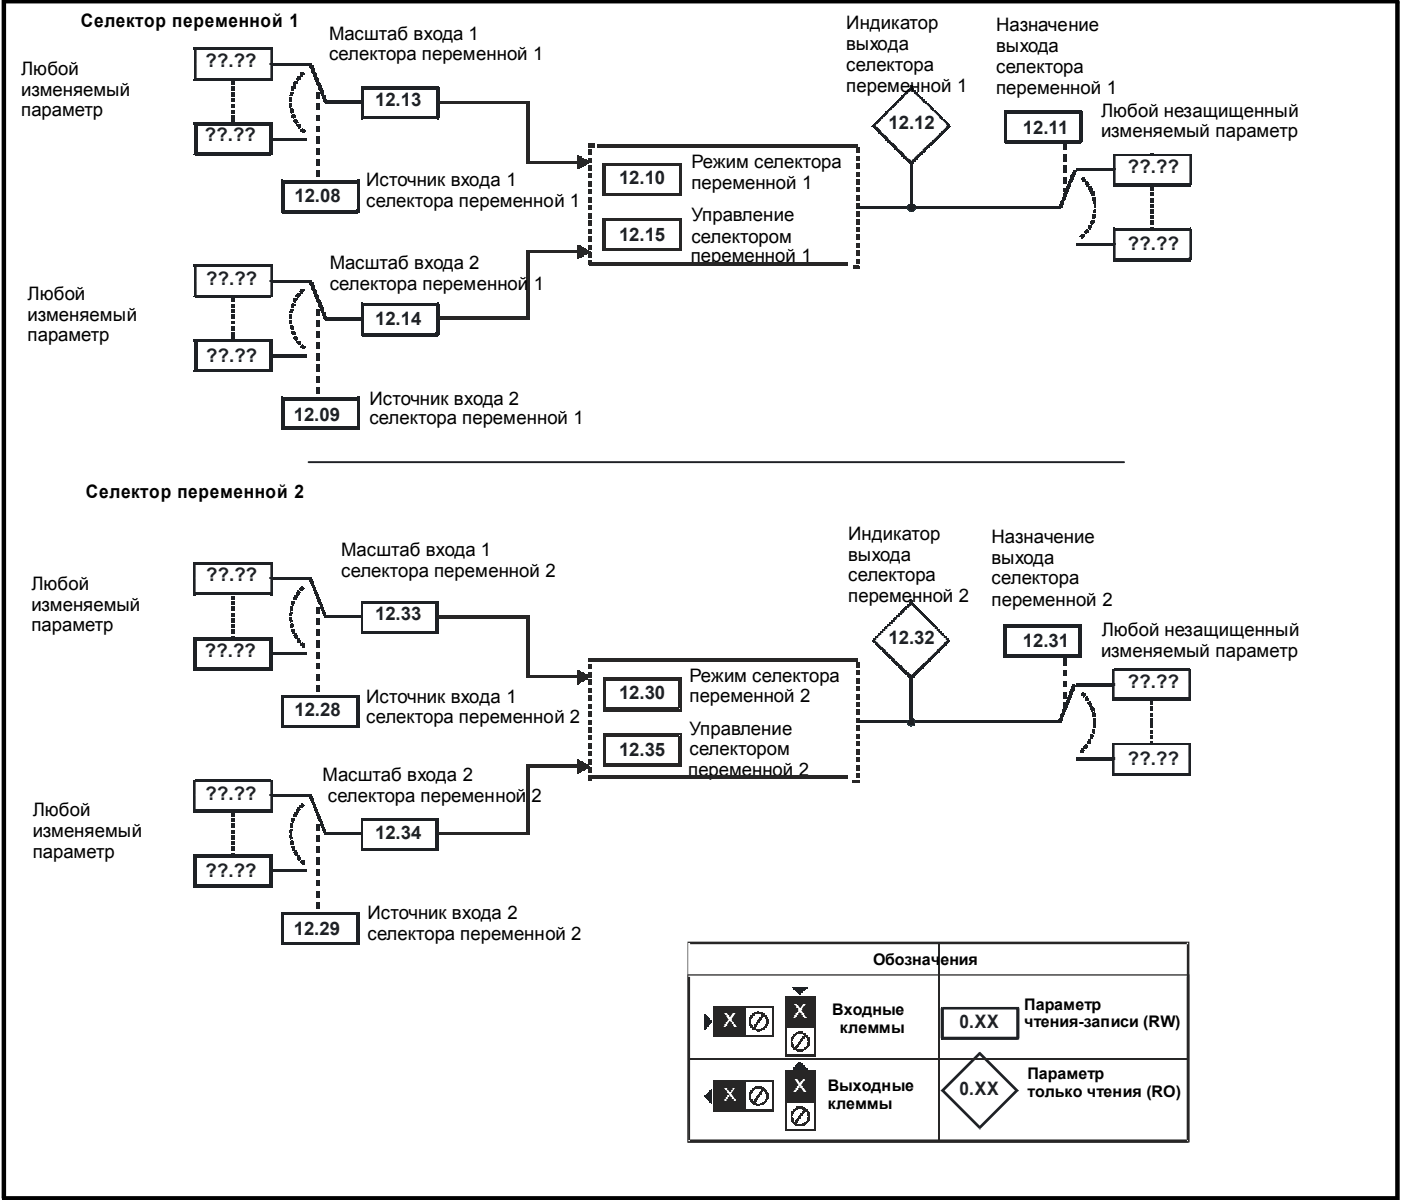 Селектор переменной 1
Любой
изменяемый
параметр
??.??
??.??
Масштаб входа 1
селектора переменной 1
12.13
12.08
Источник входа 1
селектора переменной 1
Любой
изменяемый
параметр
??.??
??.??
Масштаб входа 2
селектора переменной 1
12.14
12.09
Источник входа 2
селектора переменной 1
12.10
Режим селектора
переменной 1
12.15
Управление
селектором
переменной 1
Индикатор
выхода
селектора
переменной 1
12.12
Назначение
выхода
селектора
переменной 1
12.11
Любой незащищенный
изменяемый параметр
??.??
??.??
Селектор переменной 2
Любой
изменяемый
параметр
??.??
??.??
Масштаб входа 1
селектора переменной 2
12.33
12.28
Источник входа 1
селектора переменной 2
Любой
изменяемый
параметр
??.??
??.??
Масштаб входа 2
селектора переменной 2
12.34
12.29
Источник входа 2
селектора переменной 2
12.30
Режим селектора
переменной 2
12.35
Управление
селектором
переменной 2
Индикатор
выхода
селектора
переменной 2
12.32
Назначение
выхода
селектора
переменной 2
12.31
Любой незащищенный
изменяемый параметр
??.??
??.??
Обозначения
X
X
Входные
клеммы
0.XX
Параметр
чтения-записи (RW)
X
X
Выходные
клеммы
0.XX
Параметр
только чтения (RO)